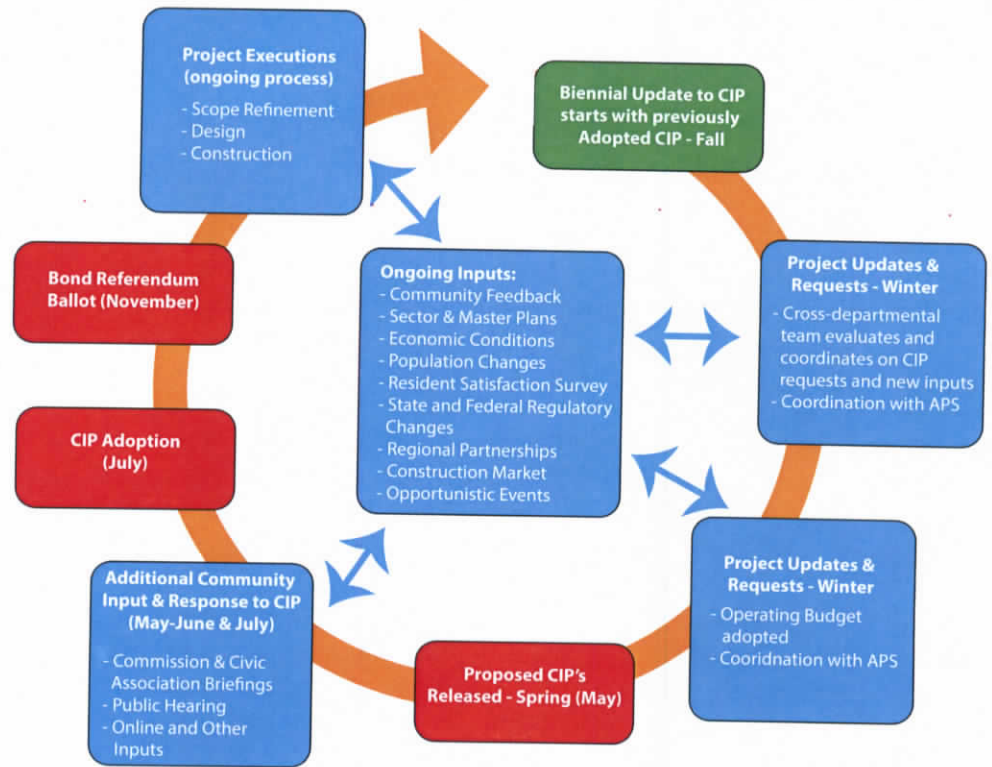 Project Executions
(ongoing process)
- Scope Refinement
- Design
- Construction
Biennial Update to CIP
starts with previously
Adopted CIP - Fall
Project Updates &
Requests - Winter
- Cross-departmental
team evaluates and
coordinates on CIP
requests and new inputs
- Coordination with APS
Project Updates &
Requests - Winter
- Operating Budget
adopted
- Cooridnation with APS
Proposed CIP's
Released - Spring (May)
Additional Community
Input & Response to CIP
(May-June & July)
- Commission & Civic
Association Briefings
- Public Hearing
- Online and Other
Inputs
CIP Adoption
(July)
Bond Referendum
Ballot (November)
Ongoing Inputs:
- Community Feedback
- Sector & Master Plans
- Economic Conditions
- Population Changes
- Resident Satisfaction Survey
- State and Federal Regulatory
Changes
- Regional Partnerships
- Construction Market
- Opportunistic Events